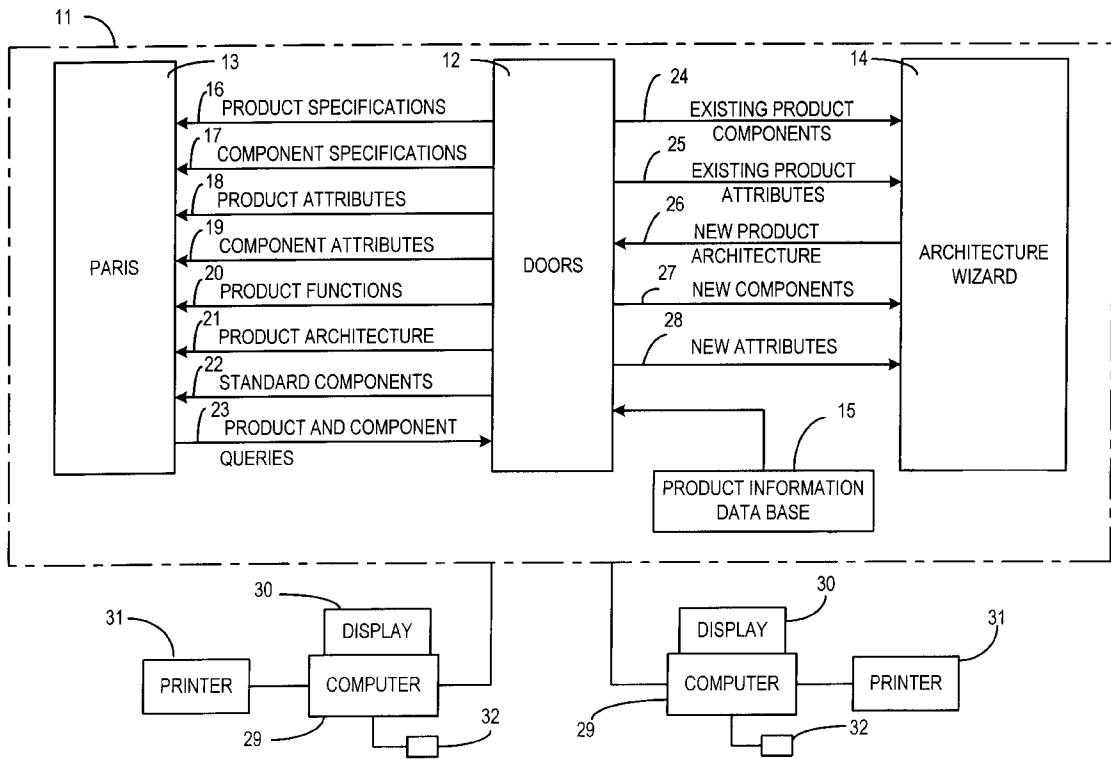 11
13
12
14
16
PRODUCT SPECIFICATIONS
17
COMPONENT SPECIFICATIONS
18
PRODUCT ATTRIBUTES
19
COMPONENT ATTRIBUTES
20
PRODUCT FUNCTIONS
21
PRODUCT ARCHITECTURE
22
STANDARD COMPONENTS
23
PRODUCT AND COMPONENT
QUERIES
PARIS
DOORS
24
EXISTING PRODUCT
COMPONENTS
25
EXISTING PRODUCT
ATTRIBUTES
26
NEW PRODUCT
ARCHITECTURE
27
NEW COMPONENTS
28
NEW ATTRIBUTES
ARCHITECTURE
WIZARD
15
PRODUCT INFORMATION
DATA BASE
30
31
DISPLAY
PRINTER
COMPUTER
29
32
30
31
DISPLAY
COMPUTER
PRINTER
29
32